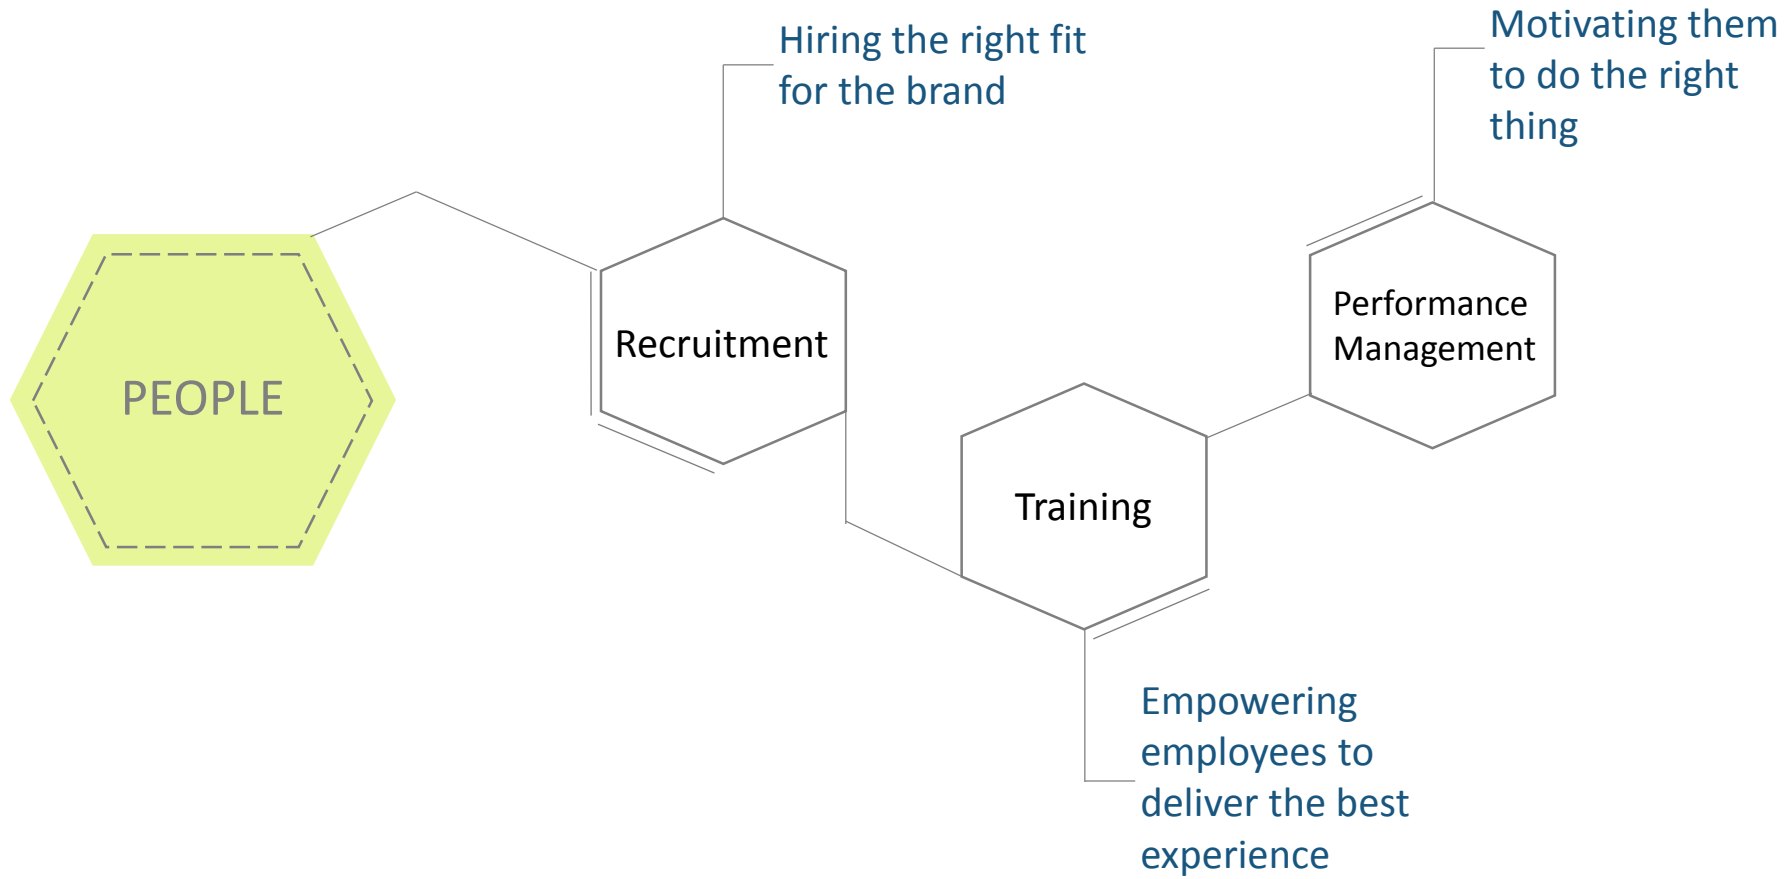 PEOPLE
Recruitment
Hiring the right fit
for the brand
Training
Empowering
employees to
deliver the best
experience
Performance
Management
Motivating them
to do the right
thing